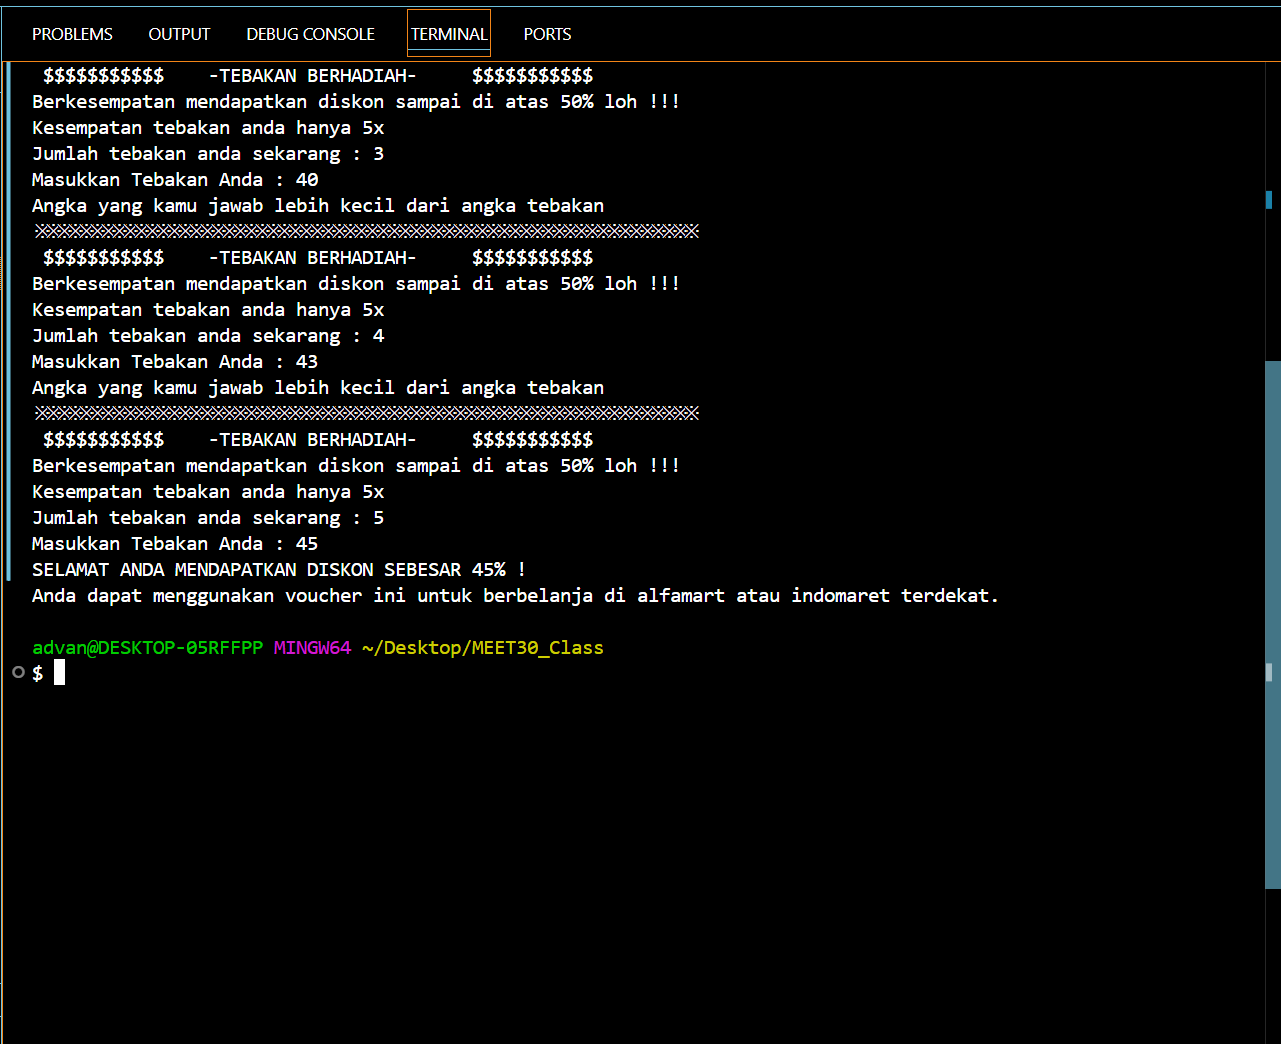 PROBLEMS OUTPUT DEBUG CONSOLE TERMINAL PORTS
$$$$$$$$$$$ -TEBAKAN BERHADIAH- $$$$$$$$$$$
Berkesempatan mendapatkan diskon sampai di atas 50% loh !!!
Kesempatan tebakan anda hanya 5x
Jumlah tebakan anda sekarang : 3
Masukkan Tebakan Anda : 40
Angka yang kamu jawab lebih kecil dari angka tebakan
$$$$$$$$$$$ -TEBAKAN BERHADIAH- $$$$$$$$$$$
Berkesempatan mendapatkan diskon sampai di atas 50% loh !!!
Kesempatan tebakan anda hanya 5x
Jumlah tebakan anda sekarang : 4
Masukkan Tebakan Anda : 43
Angka yang kamu jawab lebih kecil dari angka tebakan
$$$$$$$$$$$ -TEBAKAN BERHADIAH- $$$$$$$$$$$
Berkesempatan mendapatkan diskon sampai di atas 50% loh !!!
Kesempatan tebakan anda hanya 5x
Jumlah tebakan anda sekarang : 5
Masukkan Tebakan Anda : 45
SELAMAT ANDA MENDAPATKAN DISKON SEBESAR 45% !
Anda dapat menggunakan voucher ini untuk berbelanja di alfamart atau indomaret terdekat.
advan@DESKTOP-05RFFPP MINGW64 ~/Desktop/MEET30_Class
$